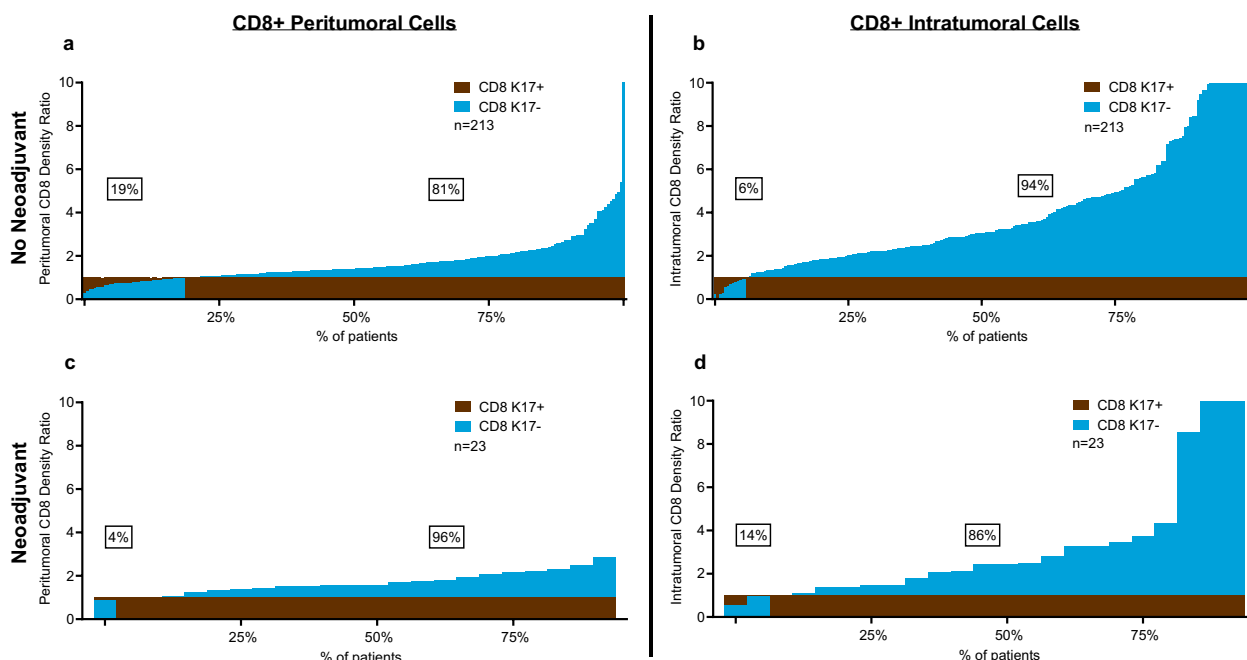 CD8+ Peritumoral Cells
CD8+ Intratumoral Cells
No Neoadjuvant
Neoadjuvant
a
Peritumoral CD8 Density Ratio
10
8
6
4
2
0
CD8 K17+
CD8 K17-
n=213
19%
81%
25%
50%
75%
% of patients
b
Intratumoral CD8 Density Ratio
10
8
6
4
2
0
CD8 K17+
CD8 K17-
n=213
6%
94%
25%
50%
75%
% of patients
c
Peritumoral CD8 Density Ratio
10
8
6
4
2
0
CD8 K17+
CD8 K17-
n=23
4%
96%
25%
50%
75%
% of patients
d
Intratumoral CD8 Density Ratio
10
8
6
4
2
0
CD8 K17+
CD8 K17-
n=23
14%
86%
25%
50%
75%
% of patients